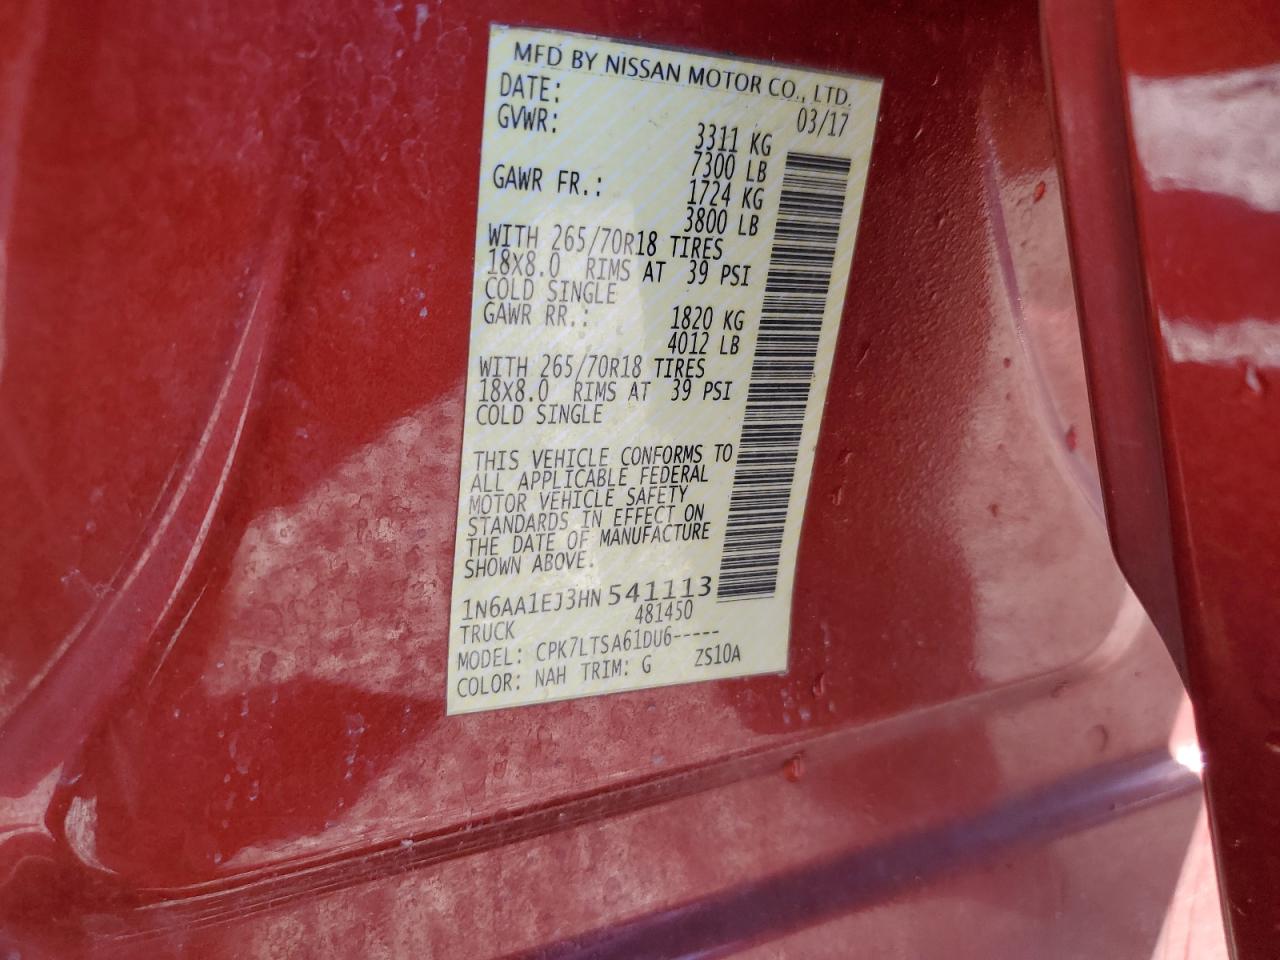 MFD BY NISSAN MOTOR CO., LTD.
DATE: 03/17
GVWR: 3311 KG
7300 LB
GAWR FR.: 1724 KG
3800 LB
WITH 265/70R18 TIRES
18X8.0 RIMS AT 39 PSI
COLD SINGLE
GAWR RR.: 1820 KG
4012 LB
WITH 265/70R18 TIRES
18X8.0 RIMS AT 39 PSI
COLD SINGLE
THIS VEHICLE CONFORMS TO
ALL APPLICABLE FEDERAL
MOTOR VEHICLE SAFETY
STANDARDS IN EFFECT ON
THE DATE OF MANUFACTURE
SHOWN ABOVE.
1N6AA1EJ3HN541113
TRUCK 481450
MODEL: CPK7LTSA61DU6-----
COLOR: NAH TRIM: G ZS10A